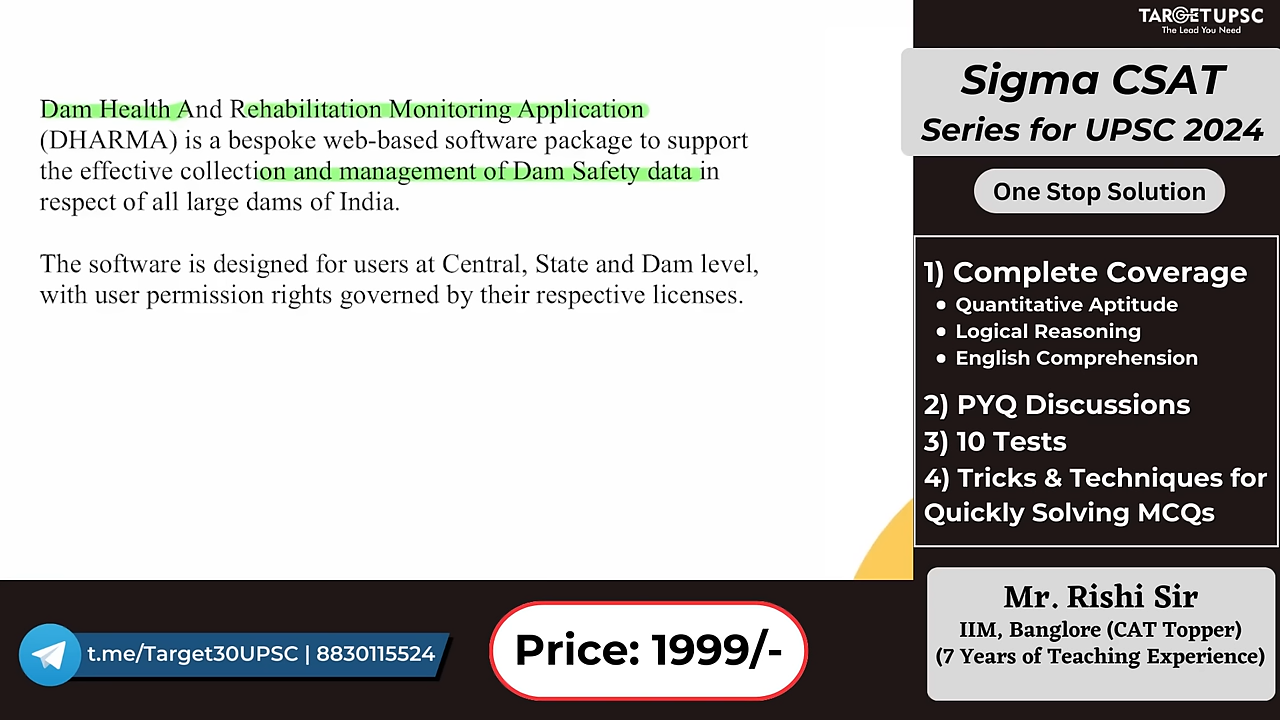 Dam Health And Rehabilitation Monitoring Application
(DHARMA) is a bespoke web-based software package to support
the effective collection and management of Dam Safety data in
respect of all large dams of India.
The software is designed for users at Central, State and Dam level,
with user permission rights governed by their respective licenses.
TARGETUPSC
The Lead You Need
Sigma CSAT
Series for UPSC 2024
One Stop Solution
1) Complete Coverage
• Quantitative Aptitude
• Logical Reasoning
• English Comprehension
2) PYQ Discussions
3) 10 Tests
4) Tricks & Techniques for
Quickly Solving MCQs
Mr. Rishi Sir
IIM, Banglore (CAT Topper)
(7 Years of Teaching Experience)
t.me/Target30UPSC | 8830115524
Price: 1999/-